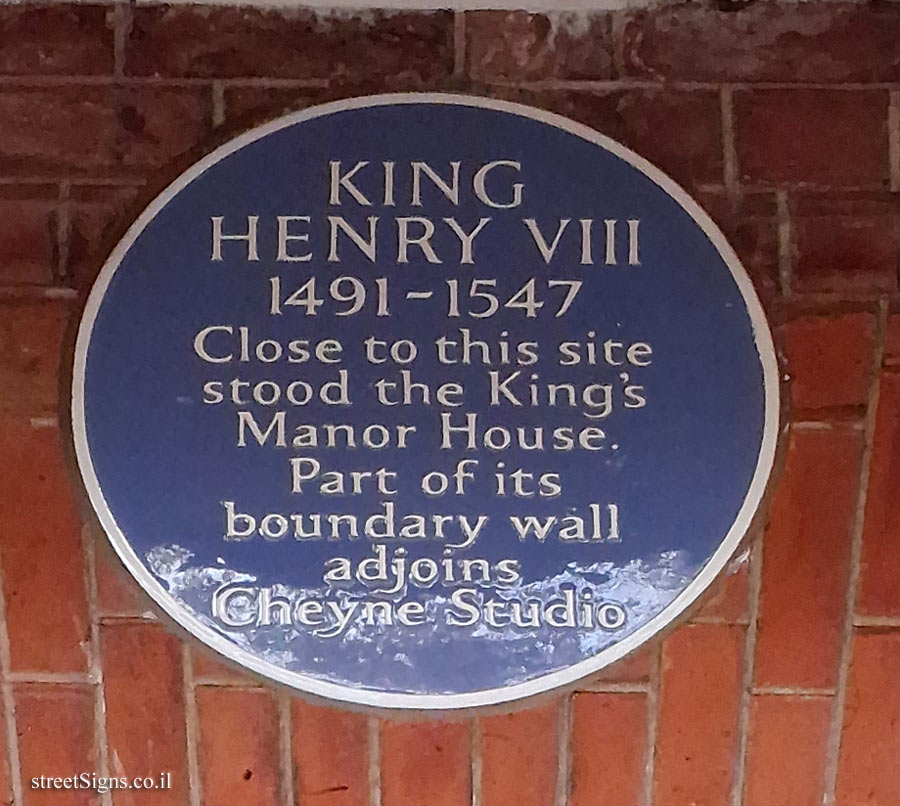 KING
HENRY VIII
1491-1547
Close to this site
stood the King's
Manor House.
Part of its
boundary wall
adjoins
Cheyne Studio
streetSigns.co.il